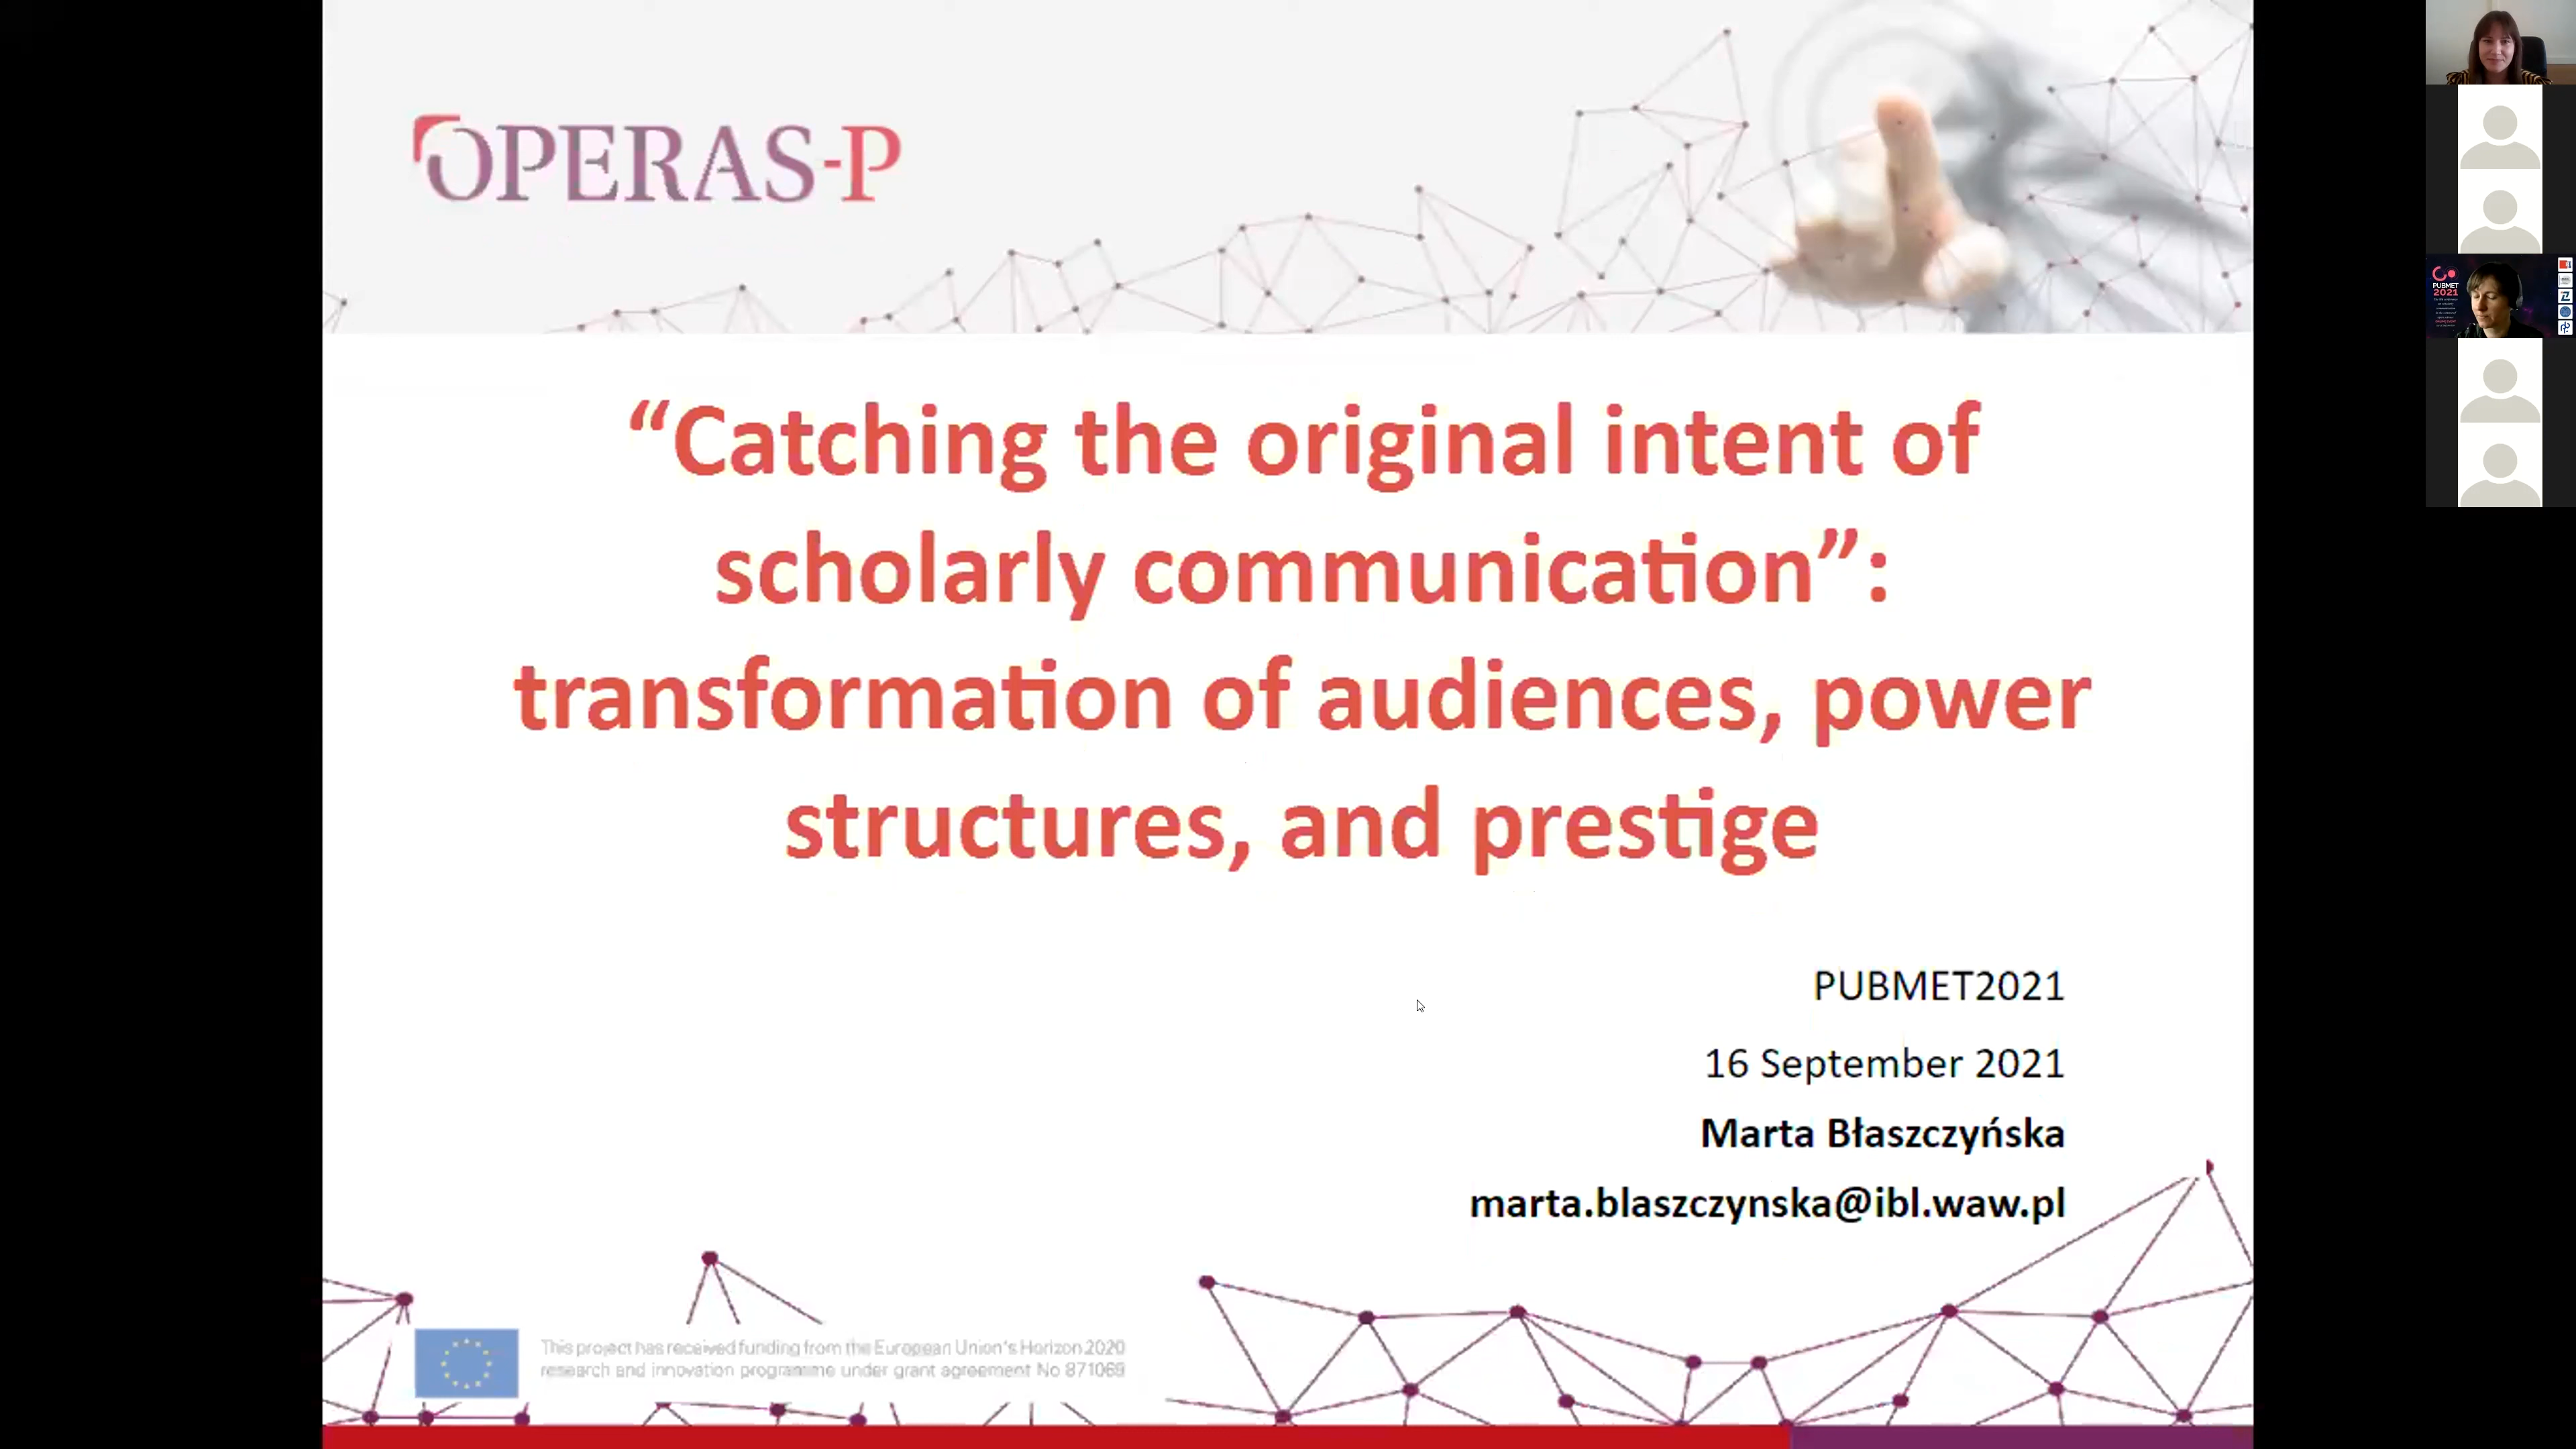 OPERAS-P
“Catching the original intent of
scholarly communication”:
transformation of audiences, power
structures, and prestige
PUBMET2021
16 September 2021
Marta Błaszczyńska
marta.blaszczynska@ibl.waw.pl
This project has received funding from the European Union's Horizon 2020
research and innovation programme under grant agreement No 871069
PUBMET
2021